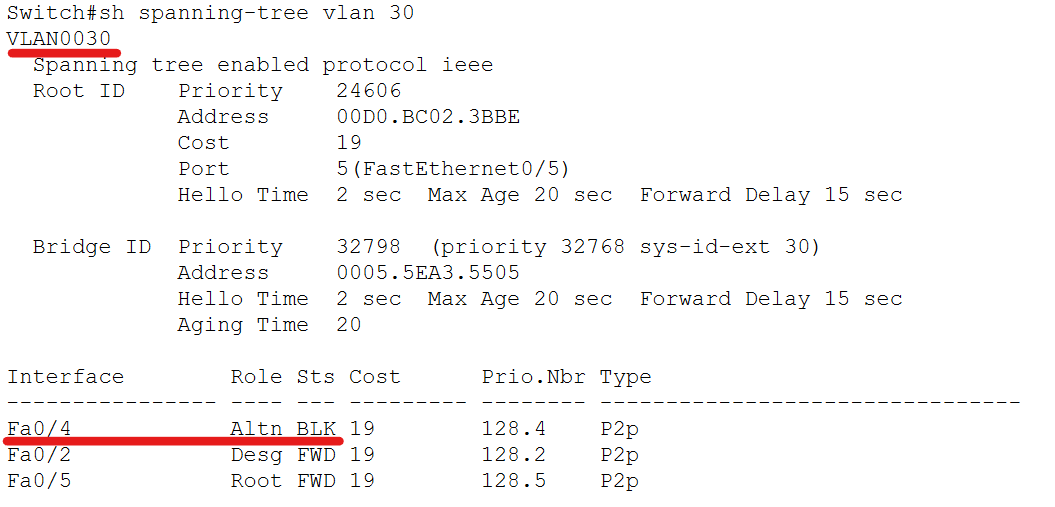 Switch#sh spanning-tree vlan 30
VLAN0030
  Spanning tree enabled protocol ieee
  Root ID    Priority    24606
             Address     00D0.BC02.3BBE
             Cost        19
             Port        5(FastEthernet0/5)
             Hello Time  2 sec  Max Age 20 sec  Forward Delay 15 sec

  Bridge ID  Priority    32798  (priority 32768 sys-id-ext 30)
             Address     0005.5EA3.5505
             Hello Time  2 sec  Max Age 20 sec  Forward Delay 15 sec
             Aging Time  20

Interface        Role Sts Cost      Prio.Nbr Type
---------------- ---- --- --------- -------- --------------------------------
Fa0/4            Altn BLK 19        128.4    P2p
Fa0/2            Desg FWD 19        128.2    P2p
Fa0/5            Root FWD 19        128.5    P2p